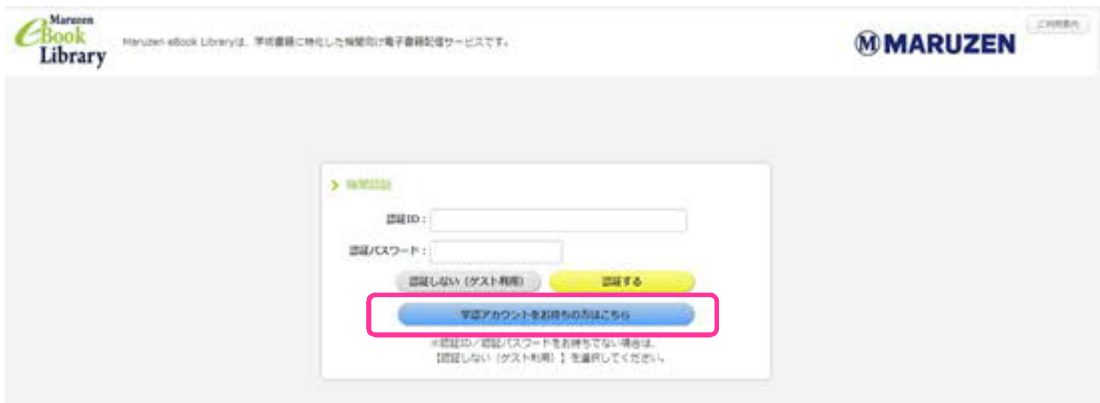 Maruzen
eBook
Library
Maruzen eBook Libraryは、学術書籍に特化した機関向け電子書籍配信サービスです。
MARUZEN
ご利用案内
機関認証
認証ID：
認証パスワード：
認証しない（ゲスト利用）
認証する
学認アカウントをお持ちの方はこちら
※認証ID／認証パスワードをお持ちでない場合は、
【認証しない（ゲスト利用）】を選択してください。